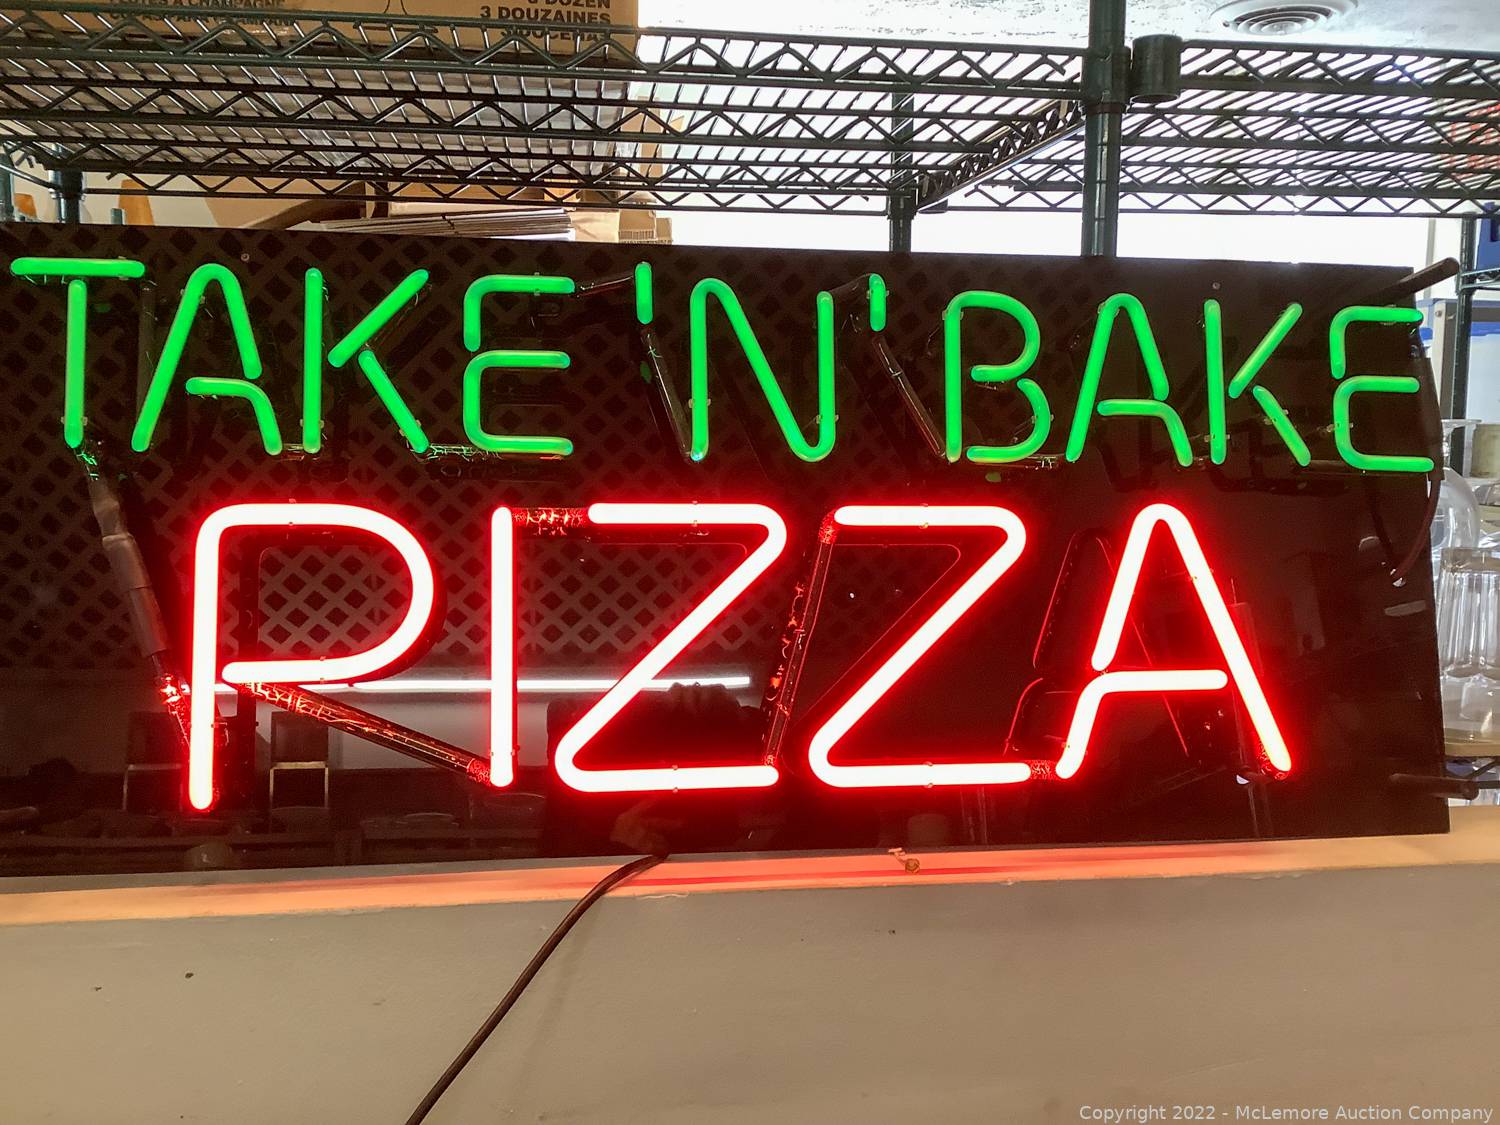 3 DOUZAINES
TAKE 'N' BAKE
PIZZA
Copyright 2022 - McLemore Auction Company